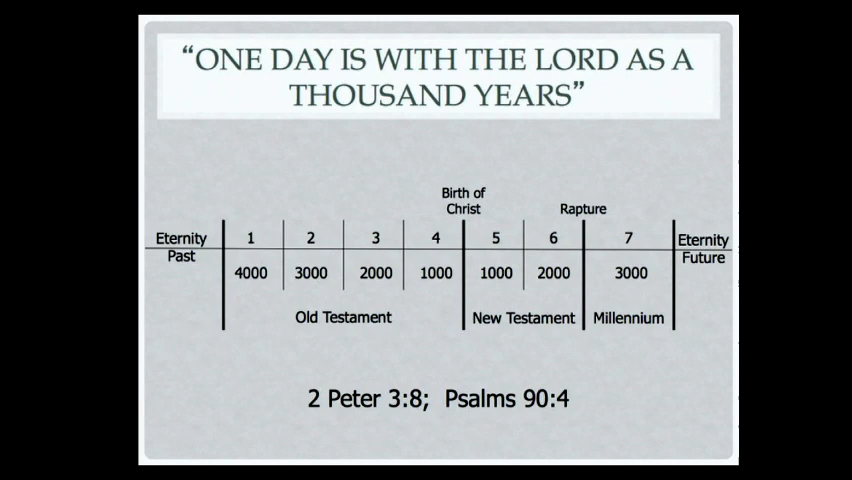 “ONE DAY IS WITH THE LORD AS A
THOUSAND YEARS”
Birth of
Christ
Rapture
Eternity
Past
1 2 3 4 5 6 7
Eternity
Future
4000 3000 2000 1000 1000 2000 3000
Old Testament New Testament Millennium
2 Peter 3:8; Psalms 90:4